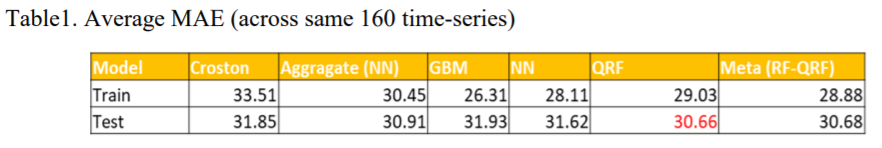 Table1. Average MAE (across same 160 time-series)
Model Croston Aggragate (NN) GBM NN QRF Meta (RF-QRF)
Train 33.51 30.45 26.31 28.11 29.03 28.88
Test 31.85 30.91 31.93 31.62 30.66 30.68